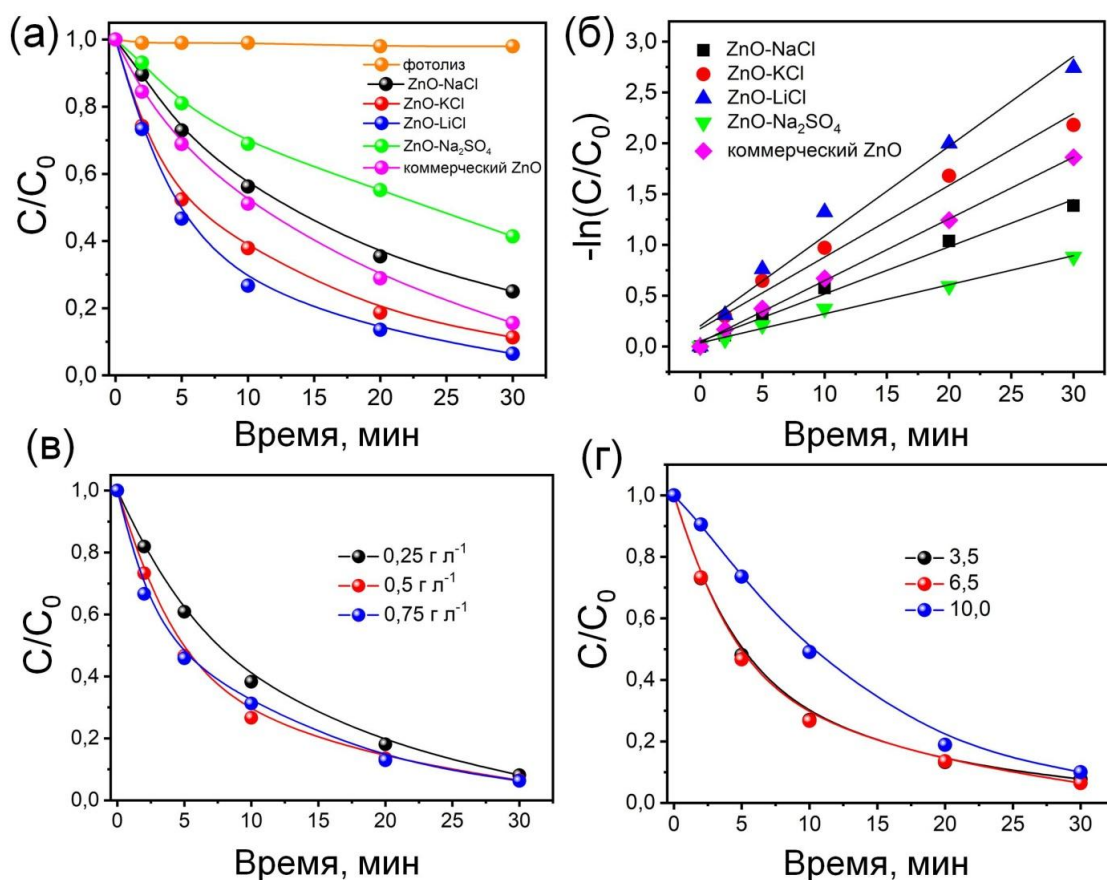 (а)
C/C₀
1,0
0,8
0,6
0,4
0,2
0,0
фотолиз
ZnO-NaCl
ZnO-KCl
ZnO-LiCl
ZnO-Na₂SO₄
коммерческий ZnO
0 5 10 15 20 25 30
Время, мин
(б)
-ln(C/C₀)
-3,0
2,5
2,0
1,5
1,0
0,5
0,0
ZnO-NaCl
ZnO-KCl
ZnO-LiCl
ZnO-Na₂SO₄
коммерческий ZnO
0 5 10 15 20 25 30
Время, мин
(в)
C/C₀
1,0
0,8
0,6
0,4
0,2
0,0
0,25 г л⁻¹
0,5 г л⁻¹
0,75 г л⁻¹
0 5 10 15 20 25 30
Время, мин
(г)
C/C₀
1,0
0,8
0,6
0,4
0,2
0,0
3,5
6,5
10,0
0 5 10 15 20 25 30
Время, мин